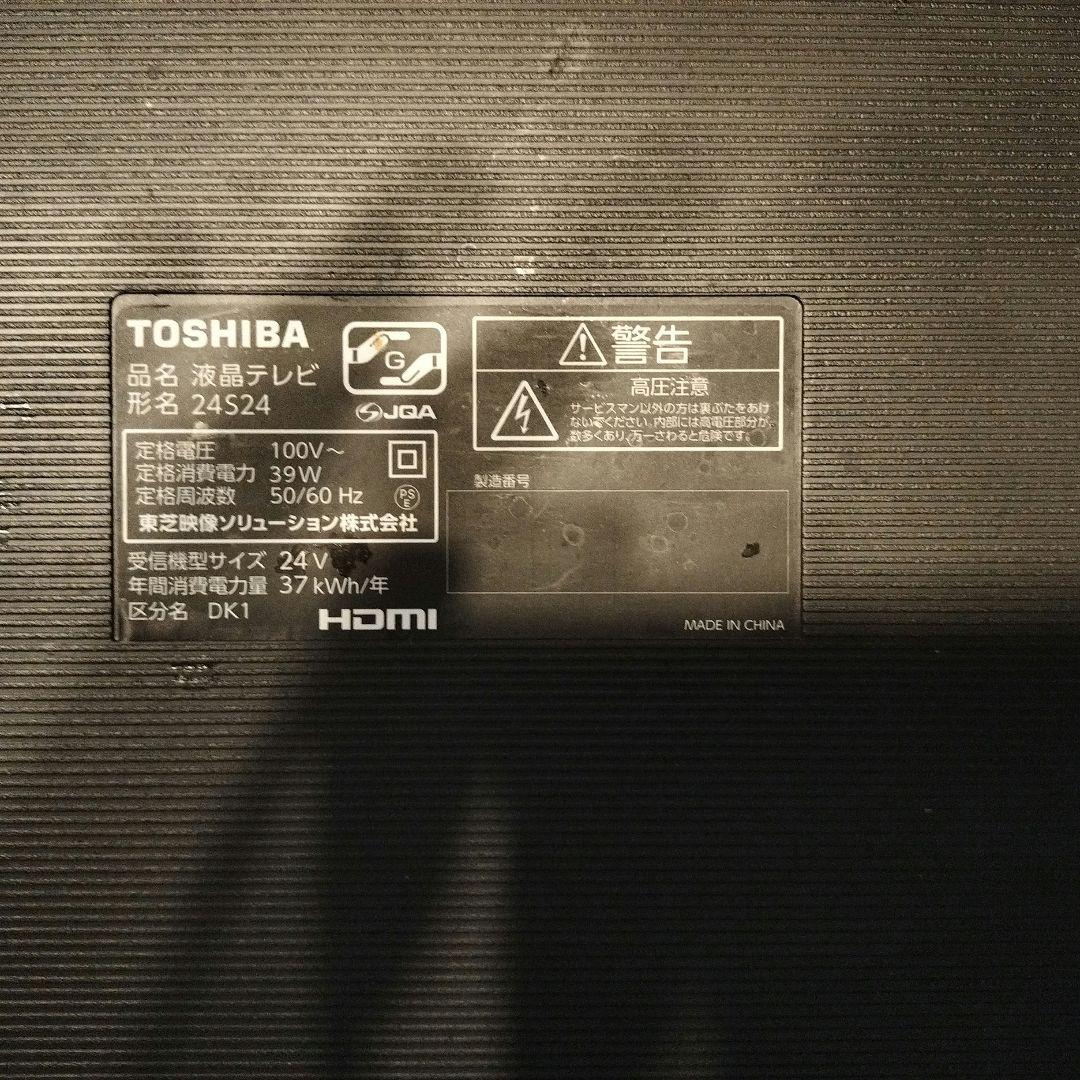 TOSHIBA
品名 液晶テレビ
形名 24S24
G
JQA
定格電圧 100V～
定格消費電力 39W
定格周波数 50/60 Hz
PS
E
東芝映像ソリューション株式会社
受信機型サイズ 24V
年間消費電力量 37 kWh/年
区分名 DK1
HDMI
警告
高圧注意
サービスマン以外の方は裏ぶたをあけ
ないでください。内部には高電圧部分が
数多くあり、万一さわると危険です。
製造番号
MADE IN CHINA